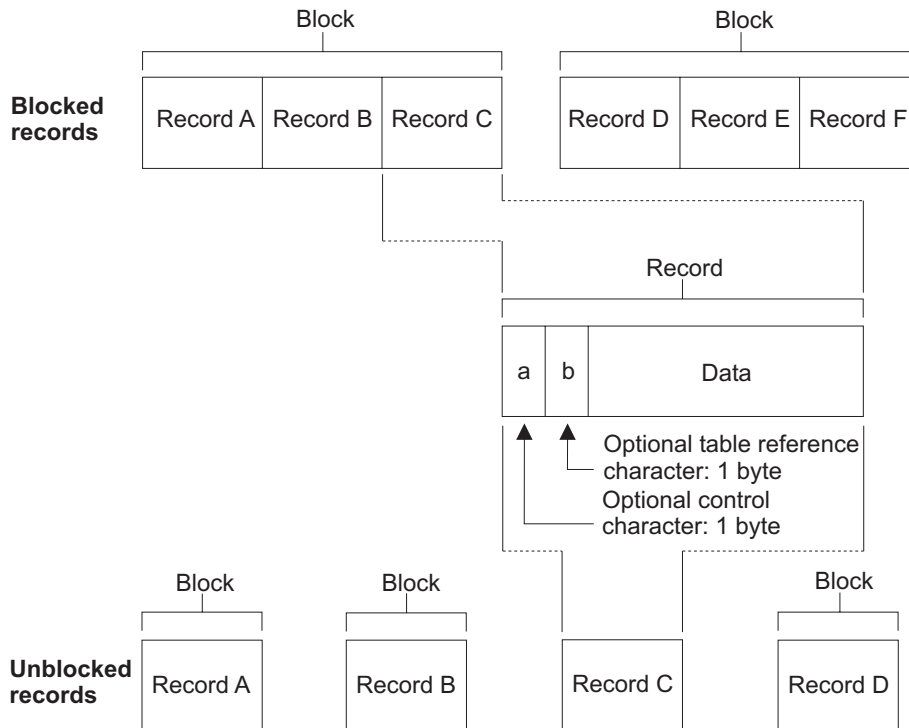 Block
Block
Blocked
records
Record A
Record B
Record C
Record D
Record E
Record F
Record
a
b
Data
Optional table reference
character: 1 byte
Optional control
character: 1 byte
Block
Block
Block
Unblocked
records
Record A
Record B
Record C
Record D